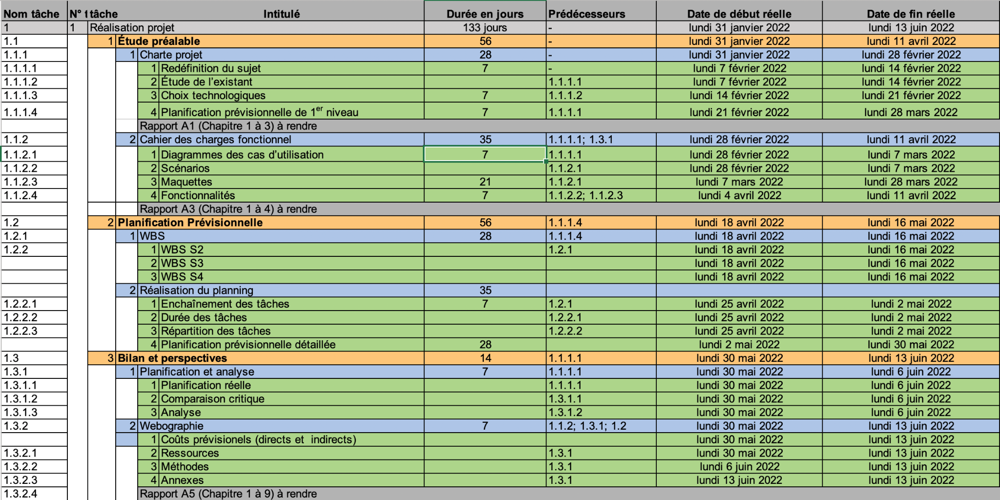 Nom tâche N° t tâche Intitulé Durée en jours Prédécesseurs Date de début réelle Date de fin réelle
1 1 Réalisation projet 133 jours - lundi 31 janvier 2022 lundi 13 juin 2022
1.1 1 Étude préalable 56 - lundi 31 janvier 2022 lundi 11 avril 2022
1.1.1 1 Charte projet 28 - lundi 31 janvier 2022 lundi 28 février 2022
1.1.1.1 1 Redéfinition du sujet 7 - lundi 7 février 2022 lundi 14 février 2022
1.1.1.2 2 Étude de l’existant 1.1.1.1 lundi 7 février 2022 lundi 14 février 2022
1.1.1.3 3 Choix technologiques 7 1.1.1.2 lundi 14 février 2022 lundi 21 février 2022
1.1.1.4 4 Planification prévisionnelle de 1er niveau 7 1.1.1.1 lundi 21 février 2022 lundi 28 mars 2022
Rapport A1 (Chapitre 1 à 3) à rendre
1.1.2 2 Cahier des charges fonctionnel 35 1.1.1.1; 1.3.1 lundi 28 février 2022 lundi 11 avril 2022
1.1.2.1 1 Diagrammes des cas d’utilisation 7 1.1.1.1 lundi 28 février 2022 lundi 7 mars 2022
1.1.2.2 2 Scénarios 1.1.2.1 lundi 28 février 2022 lundi 7 mars 2022
1.1.2.3 3 Maquettes 21 1.1.2.1 lundi 7 mars 2022 lundi 28 mars 2022
1.1.2.4 4 Fonctionnalités 7 1.1.2.2; 1.1.2.3 lundi 4 avril 2022 lundi 11 avril 2022
Rapport A3 (Chapitre 1 à 4) à rendre
1.2 2 Planification Prévisionnelle 56 1.1.1.4 lundi 18 avril 2022 lundi 16 mai 2022
1.2.1 1 WBS 28 1.1.1.4 lundi 18 avril 2022 lundi 16 mai 2022
1.2.2 1 WBS S2 1.2.1 lundi 18 avril 2022 lundi 16 mai 2022
2 WBS S3 lundi 18 avril 2022 lundi 16 mai 2022
3 WBS S4 lundi 18 avril 2022 lundi 16 mai 2022
2 Réalisation du planning 35
1.2.2.1 1 Enchaînement des tâches 7 1.2.1 lundi 25 avril 2022 lundi 2 mai 2022
1.2.2.2 2 Durée des tâches 1.2.2.1 lundi 25 avril 2022 lundi 2 mai 2022
1.2.2.3 3 Répartition des tâches 1.2.2.2 lundi 25 avril 2022 lundi 2 mai 2022
4 Planification prévisionnelle détaillée 28 lundi 2 mai 2022 lundi 30 mai 2022
1.3 3 Bilan et perspectives 14 1.1.1.1 lundi 30 mai 2022 lundi 13 juin 2022
1.3.1 1 Planification et analyse 7 1.1.1.1 lundi 30 mai 2022 lundi 6 juin 2022
1.3.1.1 1 Planification réelle 1.1.1.1 lundi 30 mai 2022 lundi 6 juin 2022
1.3.1.2 2 Comparaison critique 1.3.1.1 lundi 30 mai 2022 lundi 6 juin 2022
1.3.1.3 3 Analyse 1.3.1.2 lundi 30 mai 2022 lundi 6 juin 2022
1.3.2 2 Webographie 7 1.1.2; 1.3.1; 1.2 lundi 30 mai 2022 lundi 13 juin 2022
1 Coûts prévisionels (directs et indirects) lundi 30 mai 2022 lundi 13 juin 2022
1.3.2.1 2 Ressources 1.3.1 lundi 30 mai 2022 lundi 13 juin 2022
1.3.2.2 3 Méthodes 1.3.1 lundi 6 juin 2022 lundi 13 juin 2022
1.3.2.3 4 Annexes 1.3.1 lundi 13 juin 2022 lundi 13 juin 2022
1.3.2.4 Rapport A5 (Chapitre 1 à 9) à rendre